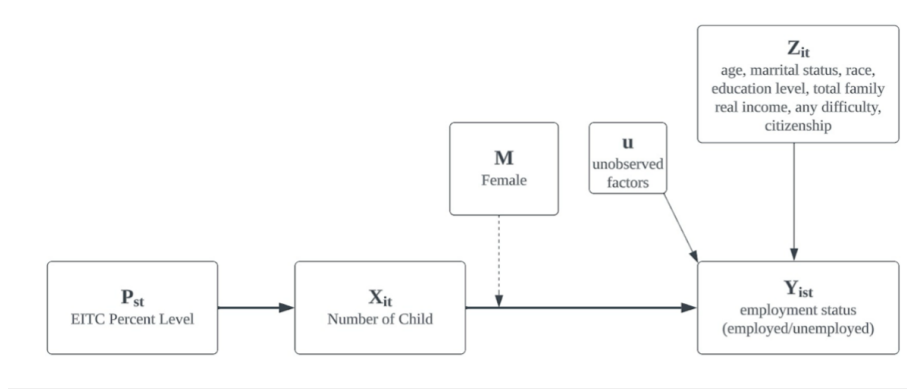 Z_it
age, marrital status, race,
education level, total family
real income, any difficulty,
citizenship
M
Female
u
unobserved
factors
P_st
EITC Percent Level
X_it
Number of Child
Y_ist
employment status
(employed/unemployed)